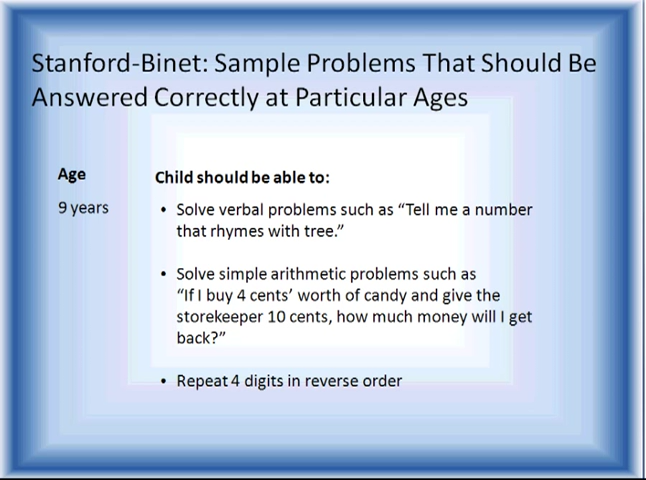 Stanford-Binet: Sample Problems That Should Be
Answered Correctly at Particular Ages
Age
Child should be able to:
9 years
• Solve verbal problems such as “Tell me a number
that rhymes with tree.”
• Solve simple arithmetic problems such as
“If I buy 4 cents’ worth of candy and give the
storekeeper 10 cents, how much money will I get
back?”
• Repeat 4 digits in reverse order